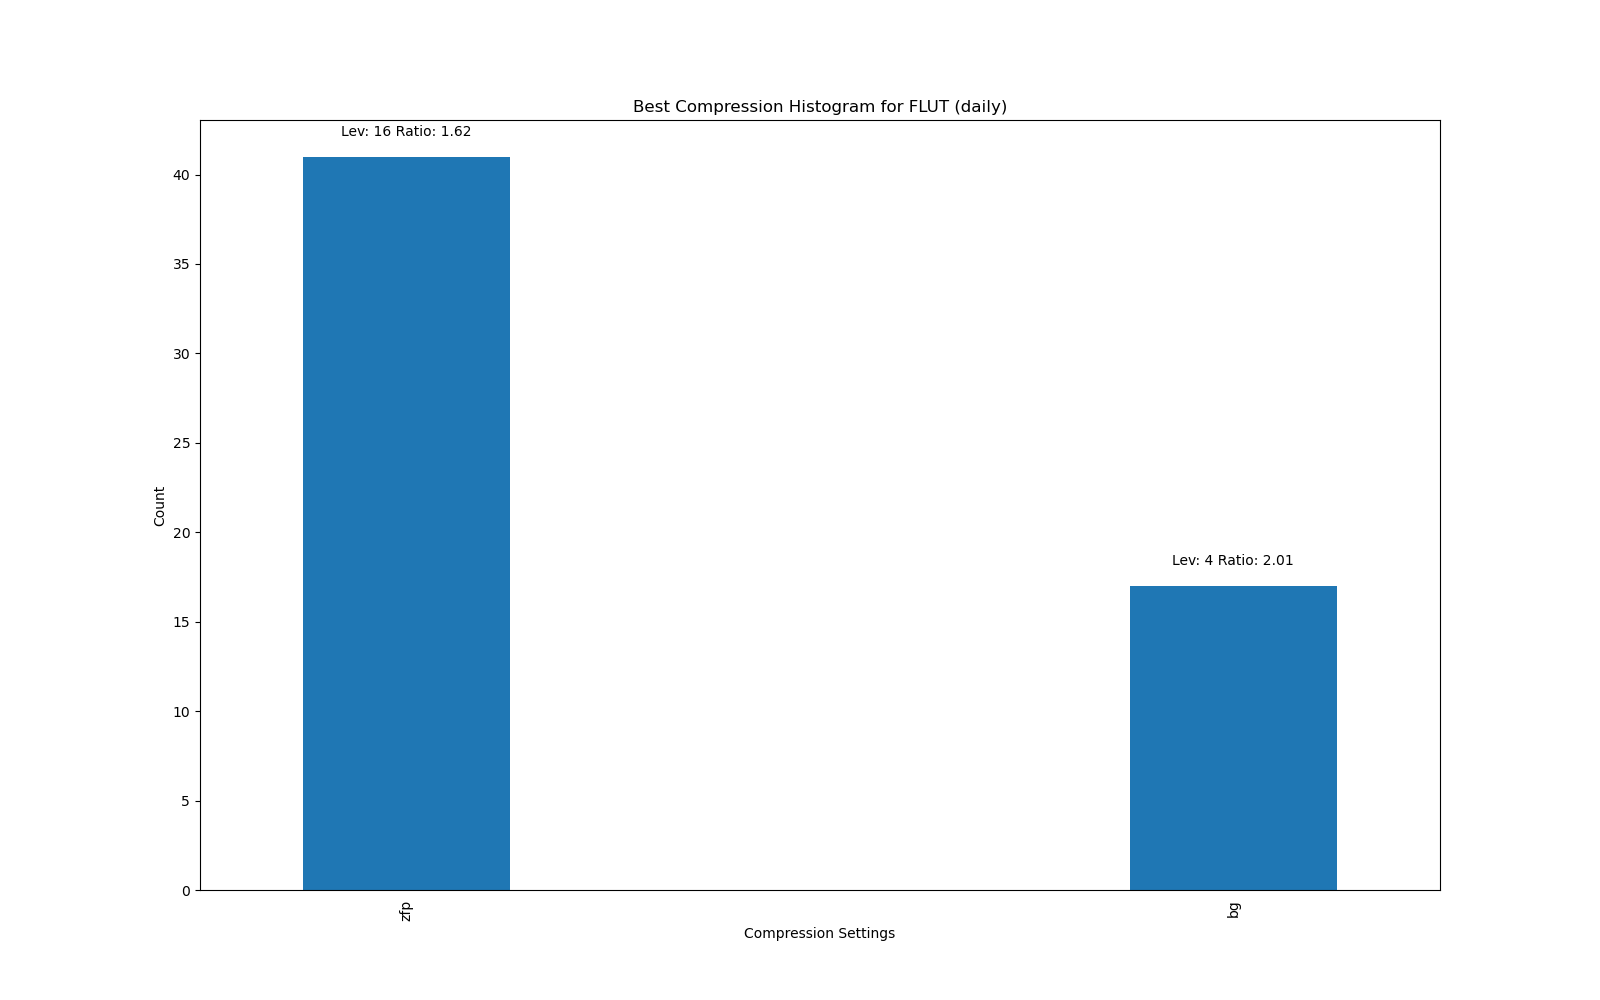 Best Compression Histogram for FLUT (daily)
Lev: 16 Ratio: 1.62
40
35
30
25
Count
20
Lev: 4 Ratio: 2.01
15
10
5
0
zfp
bg
Compression Settings